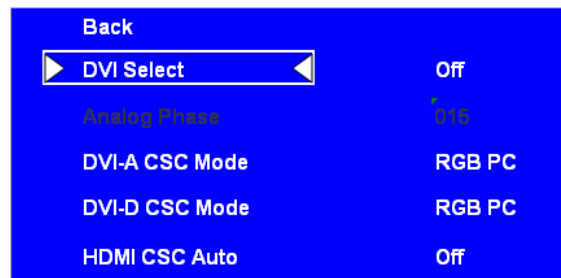 Back
DVI Select Off
Analog Phase 015
DVI-A CSC Mode RGB PC
DVI-D CSC Mode RGB PC
HDMI CSC Auto Off